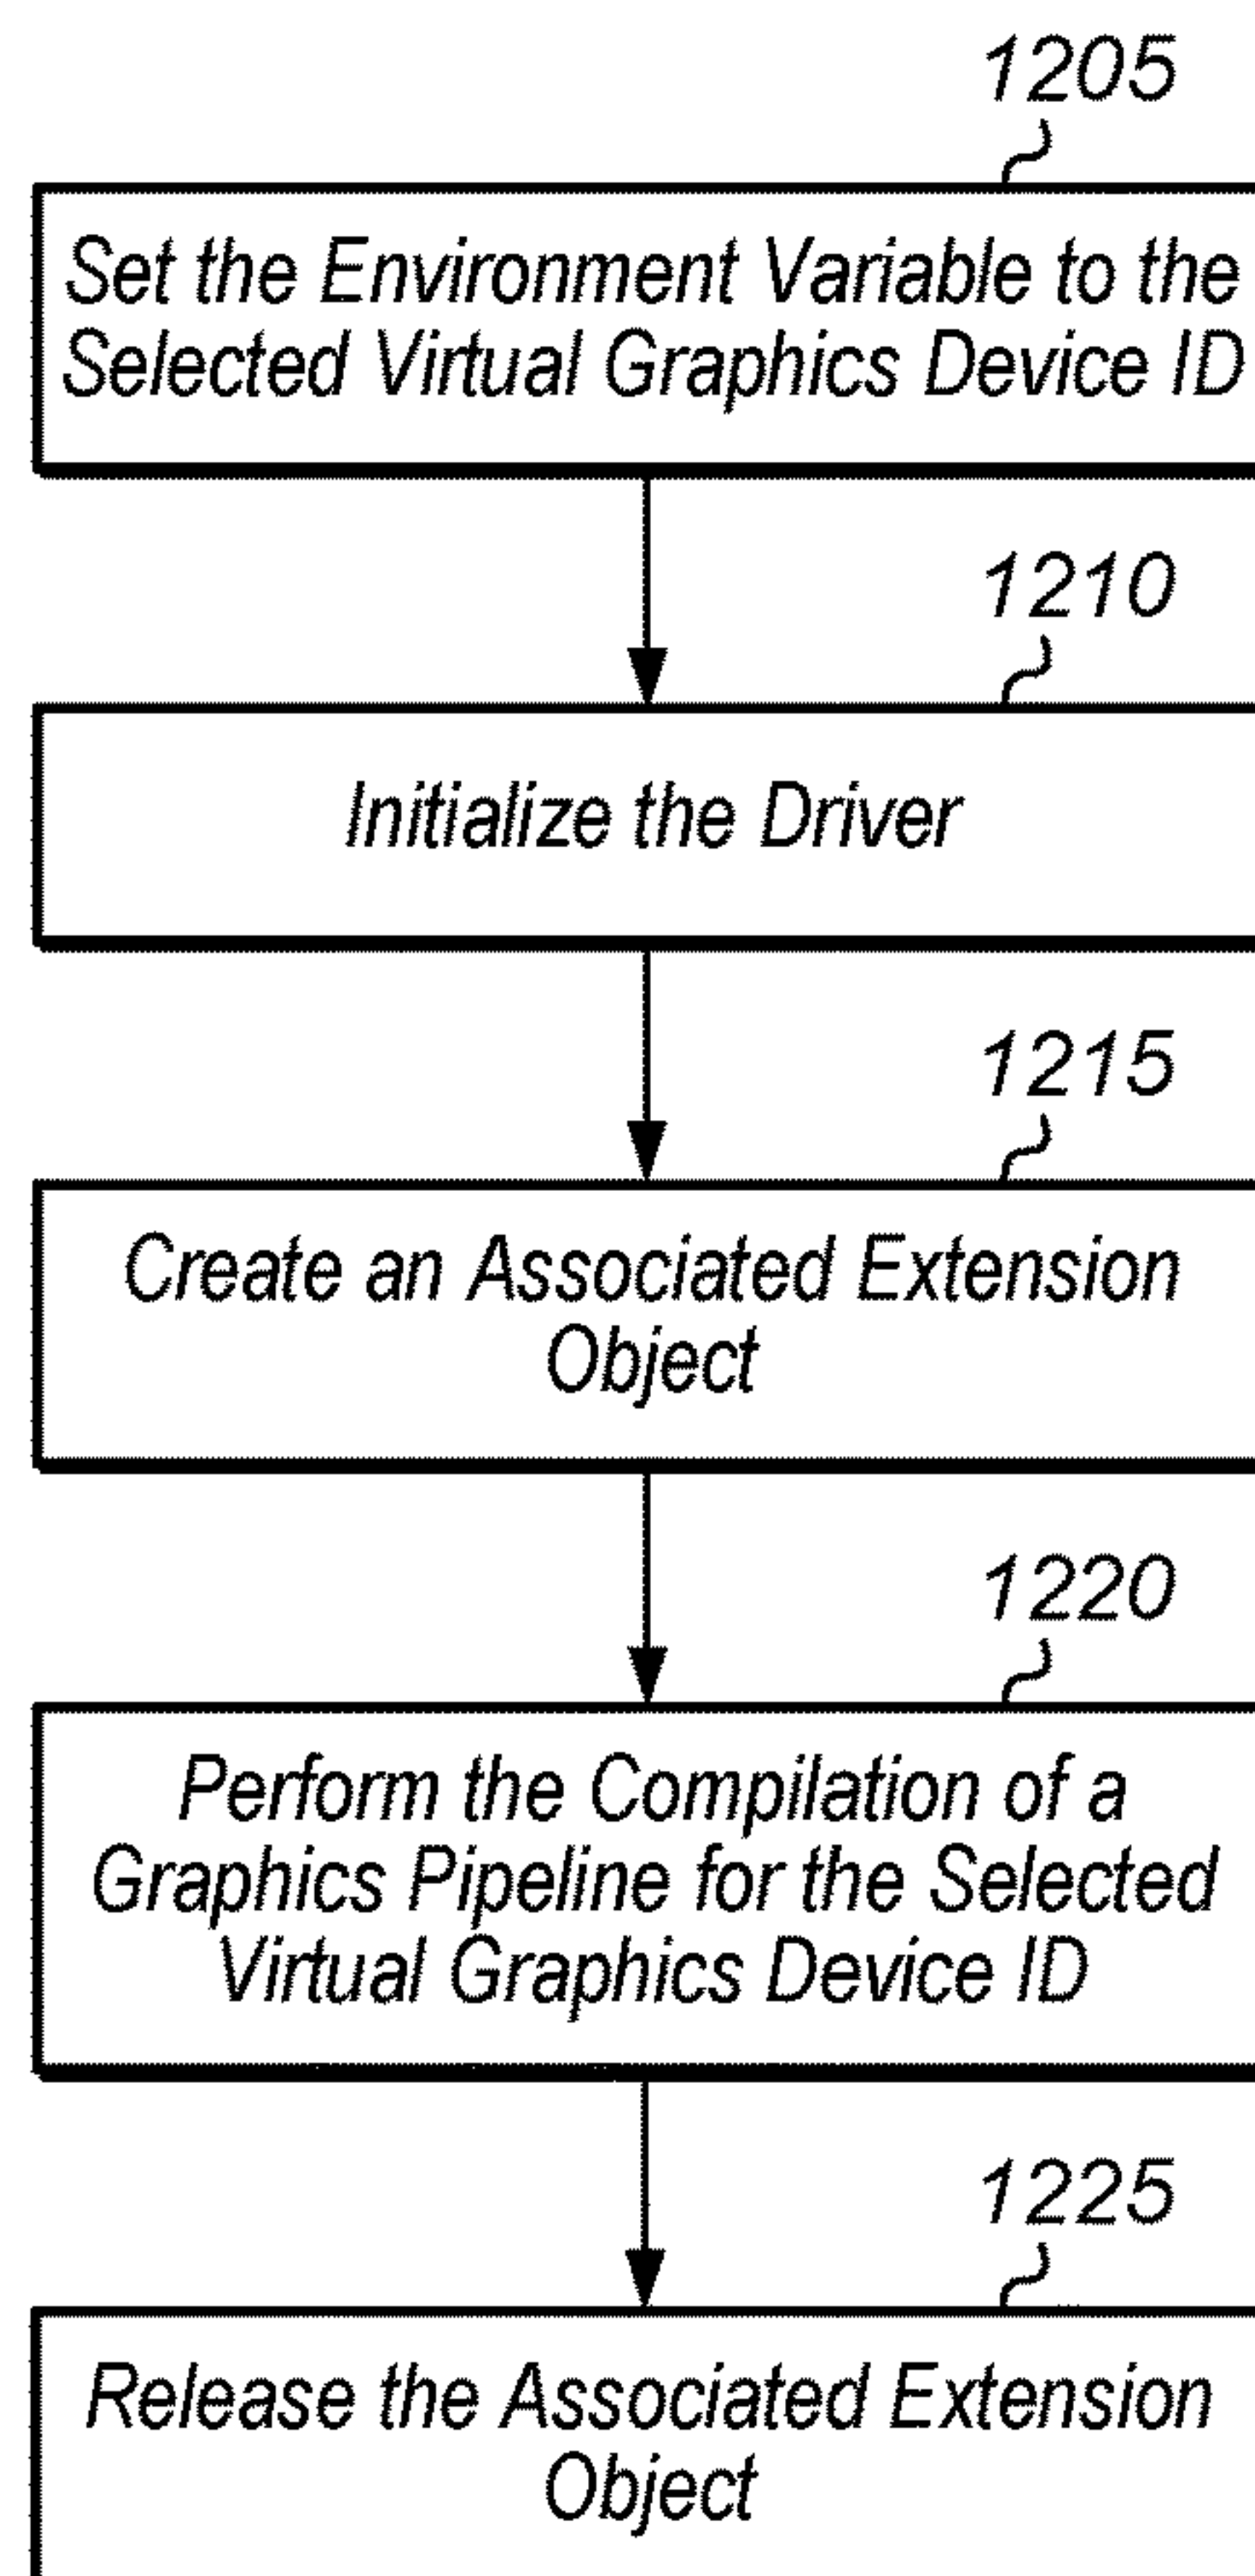 1205
Set the Environment Variable to the
Selected Virtual Graphics Device ID
1210
Initialize the Driver
1215
Create an Associated Extension
Object
1220
Perform the Compilation of a
Graphics Pipeline for the Selected
Virtual Graphics Device ID
1225
Release the Associated Extension
Object